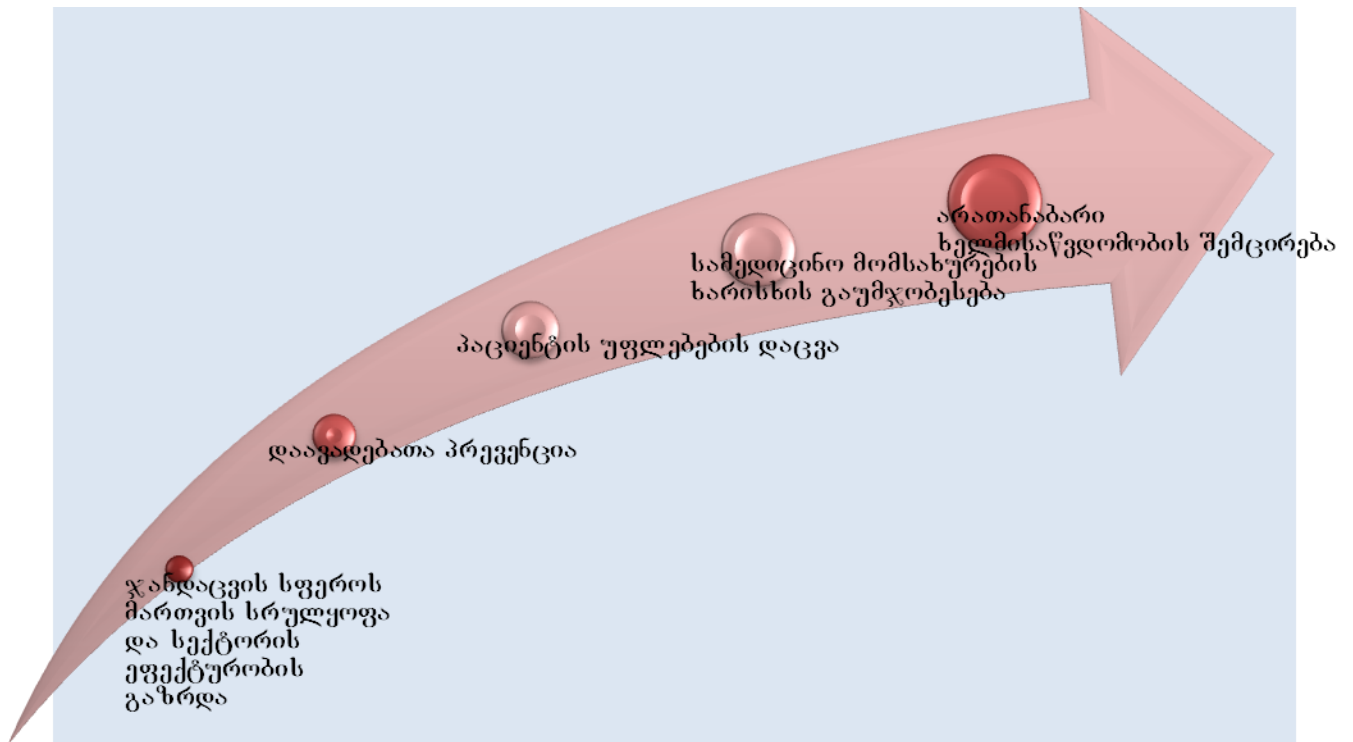 არათანაბარი
ხელმისაწვდომობის შემცირება
სამედიცინო მომსახურების
ხარისხის გაუმჯობესება
პაციენტის უფლებების დაცვა
დაავადებათა პრევენცია
ჯანდაცვის სფეროს
მართვის სრულყოფა
და სექტორის
ეფექტურობის
გაზრდა